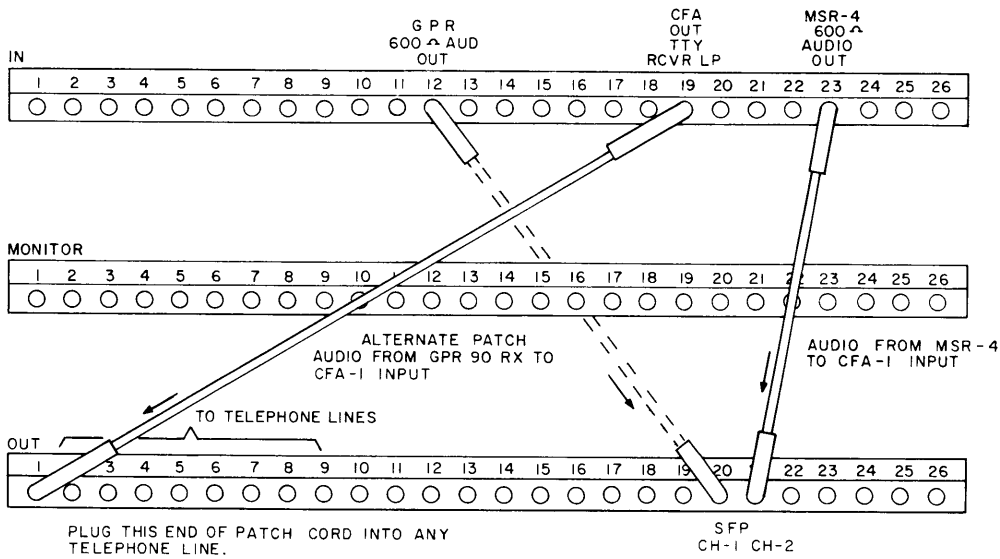 GPR
600 Ω AUD
OUT
CFA
OUT
TTY
RCVR LP
MSR-4
600 Ω
AUDIO
OUT
IN
1 2 3 4 5 6 7 8 9 10 11 12 13 14 15 16 17 18 19 20 21 22 23 24 25 26
MONITOR
1 2 3 4 5 6 7 8 9 10 11 12 13 14 15 16 17 18 19 20 21 22 23 24 25 26
ALTERNATE PATCH
AUDIO FROM GPR 90 RX TO
CFA-1 INPUT
AUDIO FROM MSR-4
TO CFA-1 INPUT
TO TELEPHONE LINES
OUT
1 3 4 5 6 7 8 9 10 11 12 13 14 15 16 17 18 19 20 21 22 23 24 25 26
PLUG THIS END OF PATCH CORD INTO ANY
TELEPHONE LINE.
SFP
CH-1 CH-2